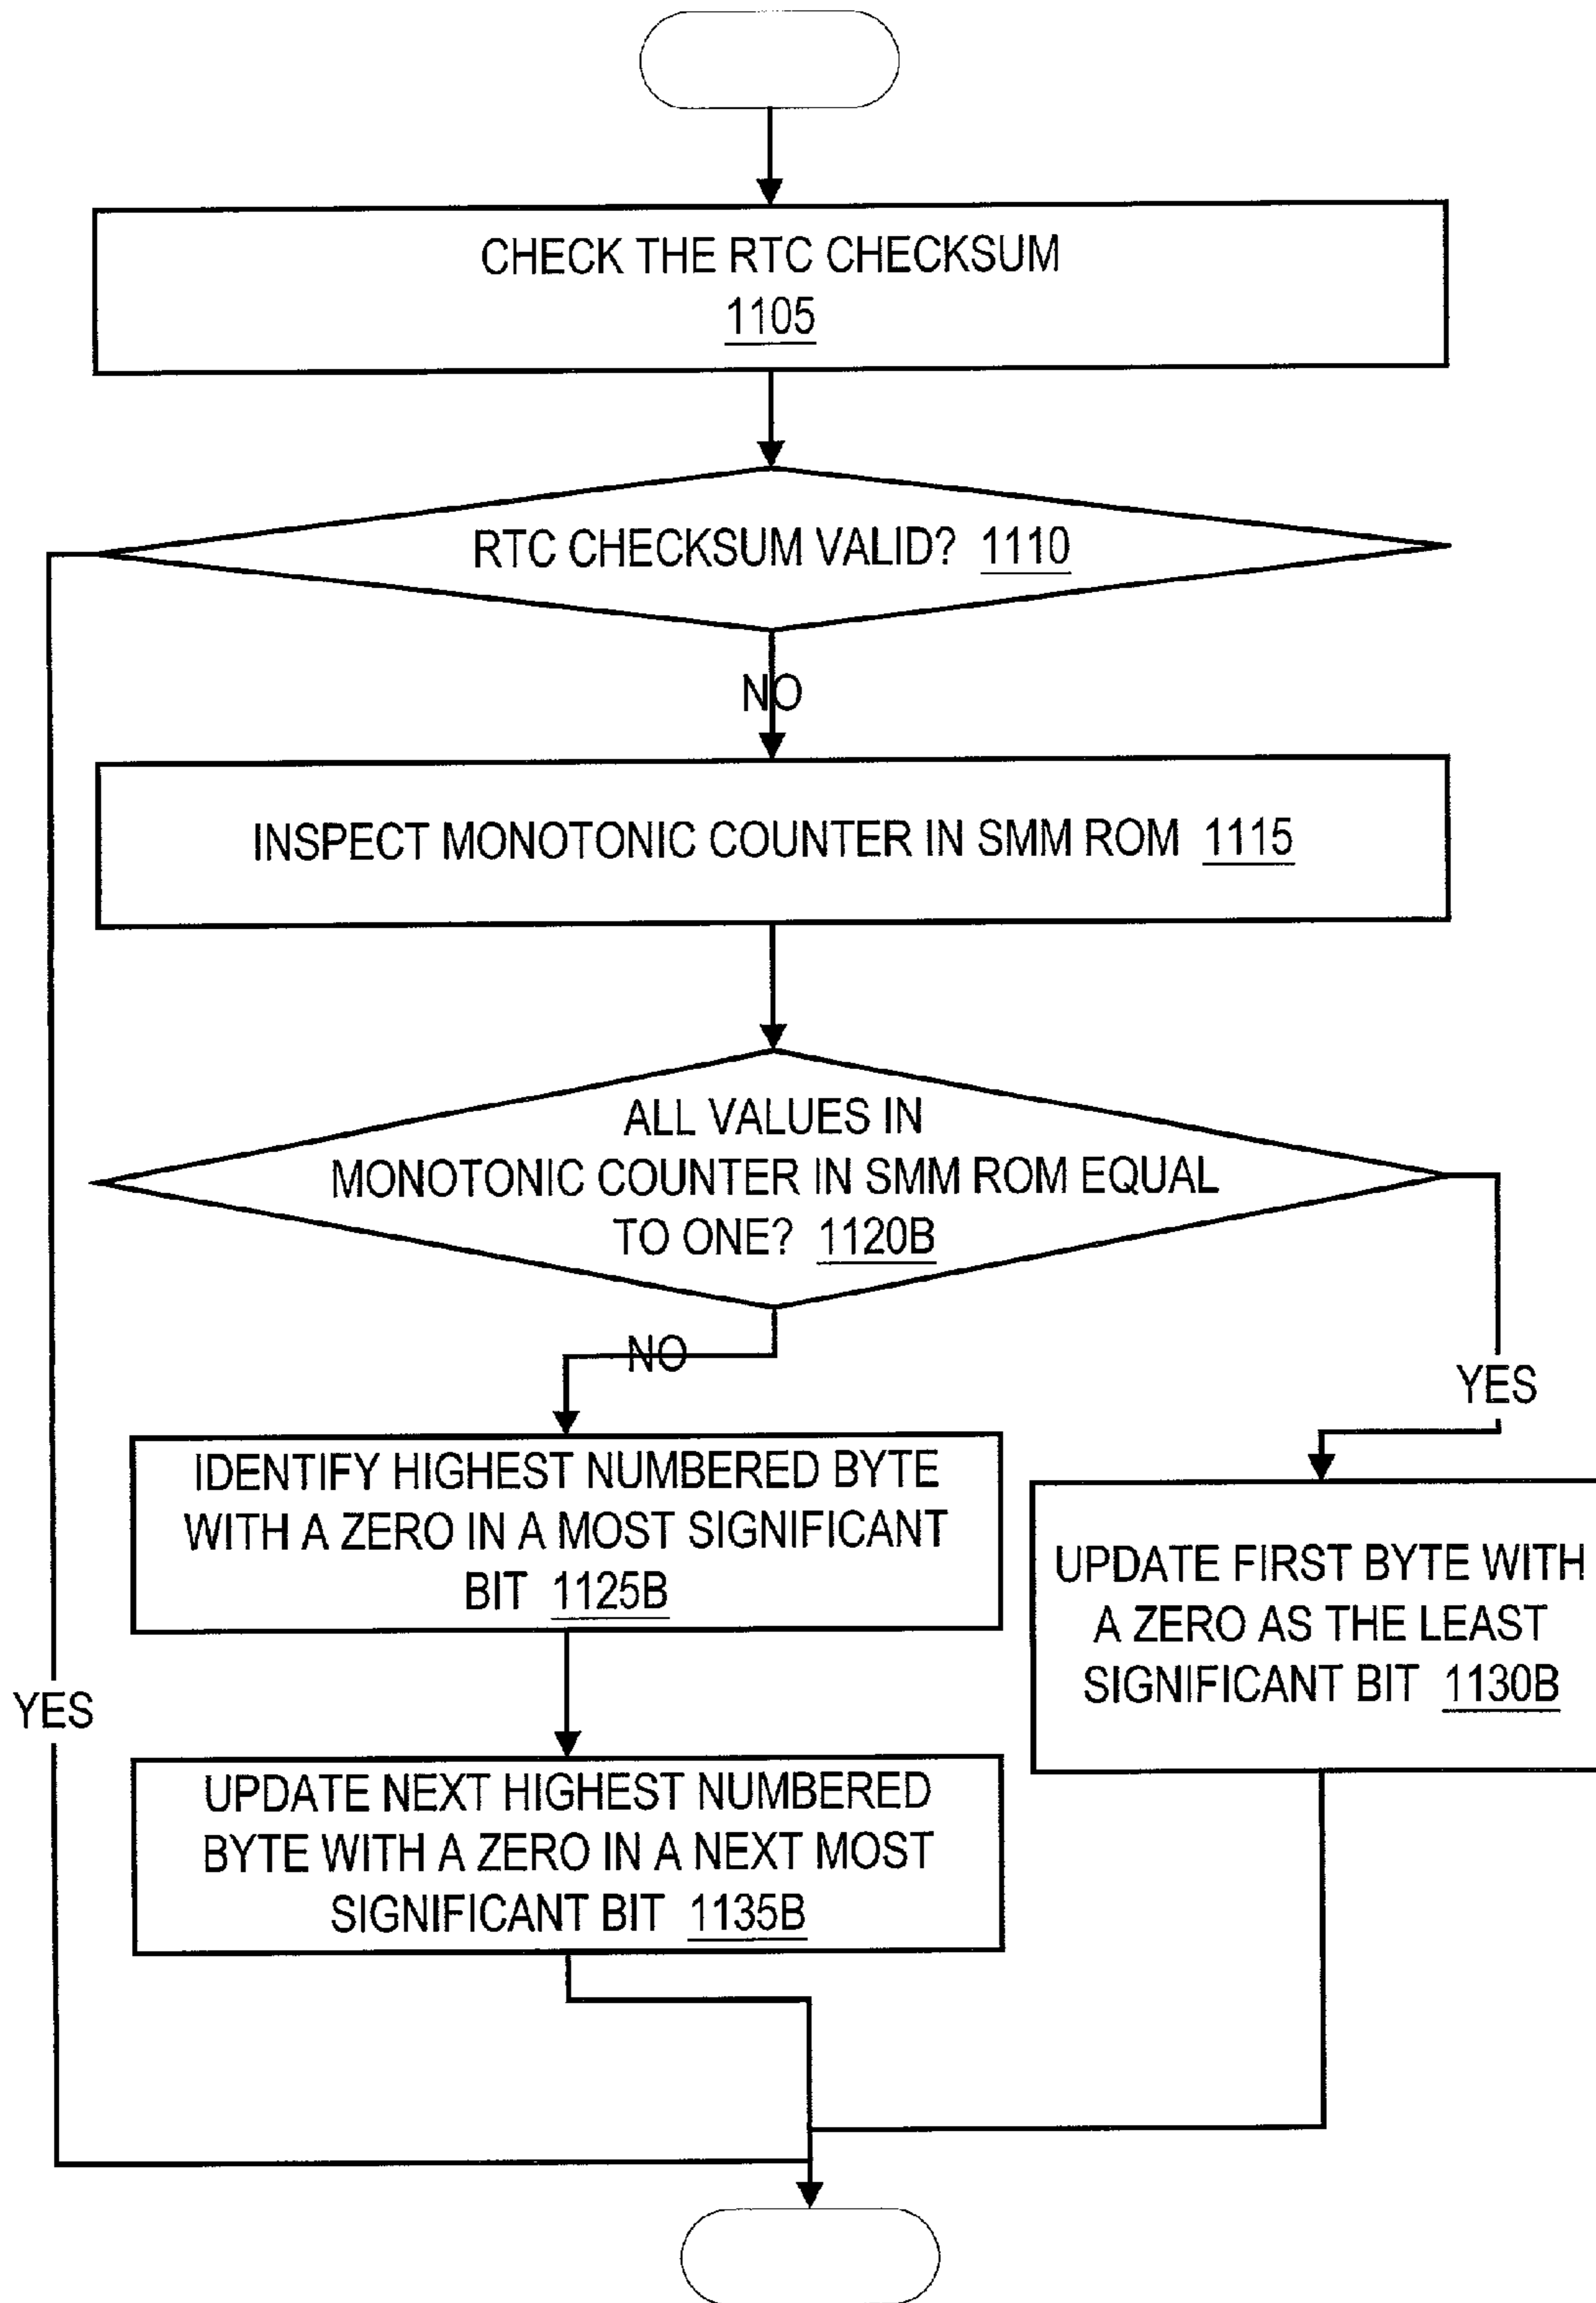 CHECK THE RTC CHECKSUM
1105
RTC CHECKSUM VALID? 1110
NO
INSPECT MONOTONIC COUNTER IN SMM ROM 1115
ALL VALUES IN
MONOTONIC COUNTER IN SMM ROM EQUAL
TO ONE? 1120B
NO
YES
IDENTIFY HIGHEST NUMBERED BYTE
WITH A ZERO IN A MOST SIGNIFICANT
BIT 1125B
UPDATE FIRST BYTE WITH
A ZERO AS THE LEAST
SIGNIFICANT BIT 1130B
YES
UPDATE NEXT HIGHEST NUMBERED
BYTE WITH A ZERO IN A NEXT MOST
SIGNIFICANT BIT 1135B